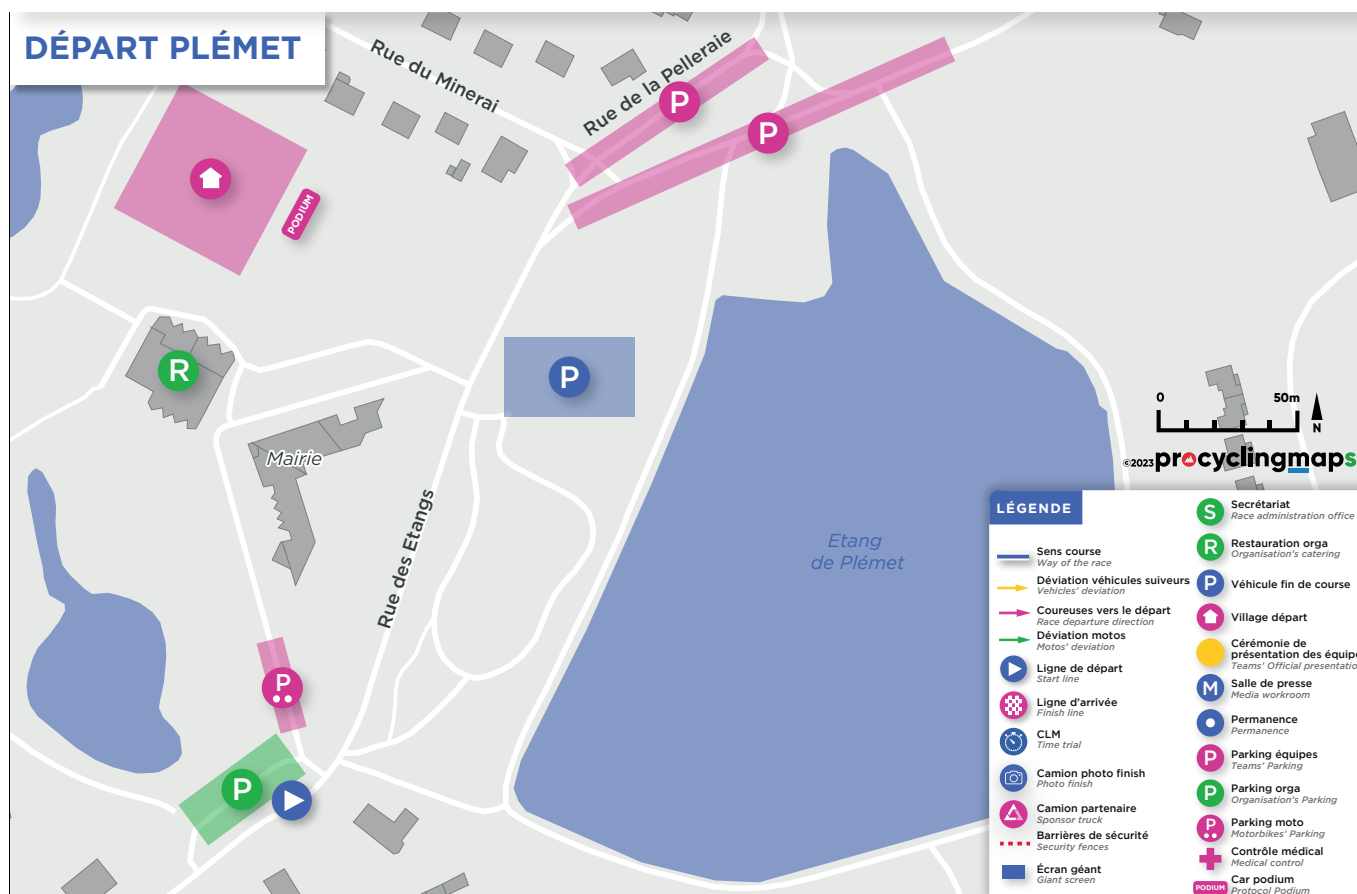 DÉPART PLÉMET
Rue du Minerai
Rue de la Pelleraie
P
P
PODIUM
R
P
Mairie
Rue des Etangs
Etang
de Plémet
P
P
0 50m
N
©2023 procyclingmaps
LÉGENDE
Sens course
Way of the race
Déviation véhicules suiveurs
Vehicles' deviation
Coureuses vers le départ
Race departure direction
Déviation motos
Motos' deviation
Ligne de départ
Start line
Ligne d'arrivée
Finish line
CLM
Time trial
Camion photo finish
Photo finish
Camion partenaire
Sponsor truck
Barrières de sécurité
Security fences
Écran géant
Giant screen
S Secrétariat
Race administration office
R Restauration orga
Organisation's catering
P Véhicule fin de course
Village départ
Cérémonie de
présentation des équipe
Teams' Official presentation
M Salle de presse
Media workroom
Permanence
Permanence
P Parking équipes
Teams' Parking
P Parking orga
Organisation's Parking
P Parking moto
Motorbikes' Parking
Contrôle médical
Medical control
PODIUM Car podium
Protocol Podium